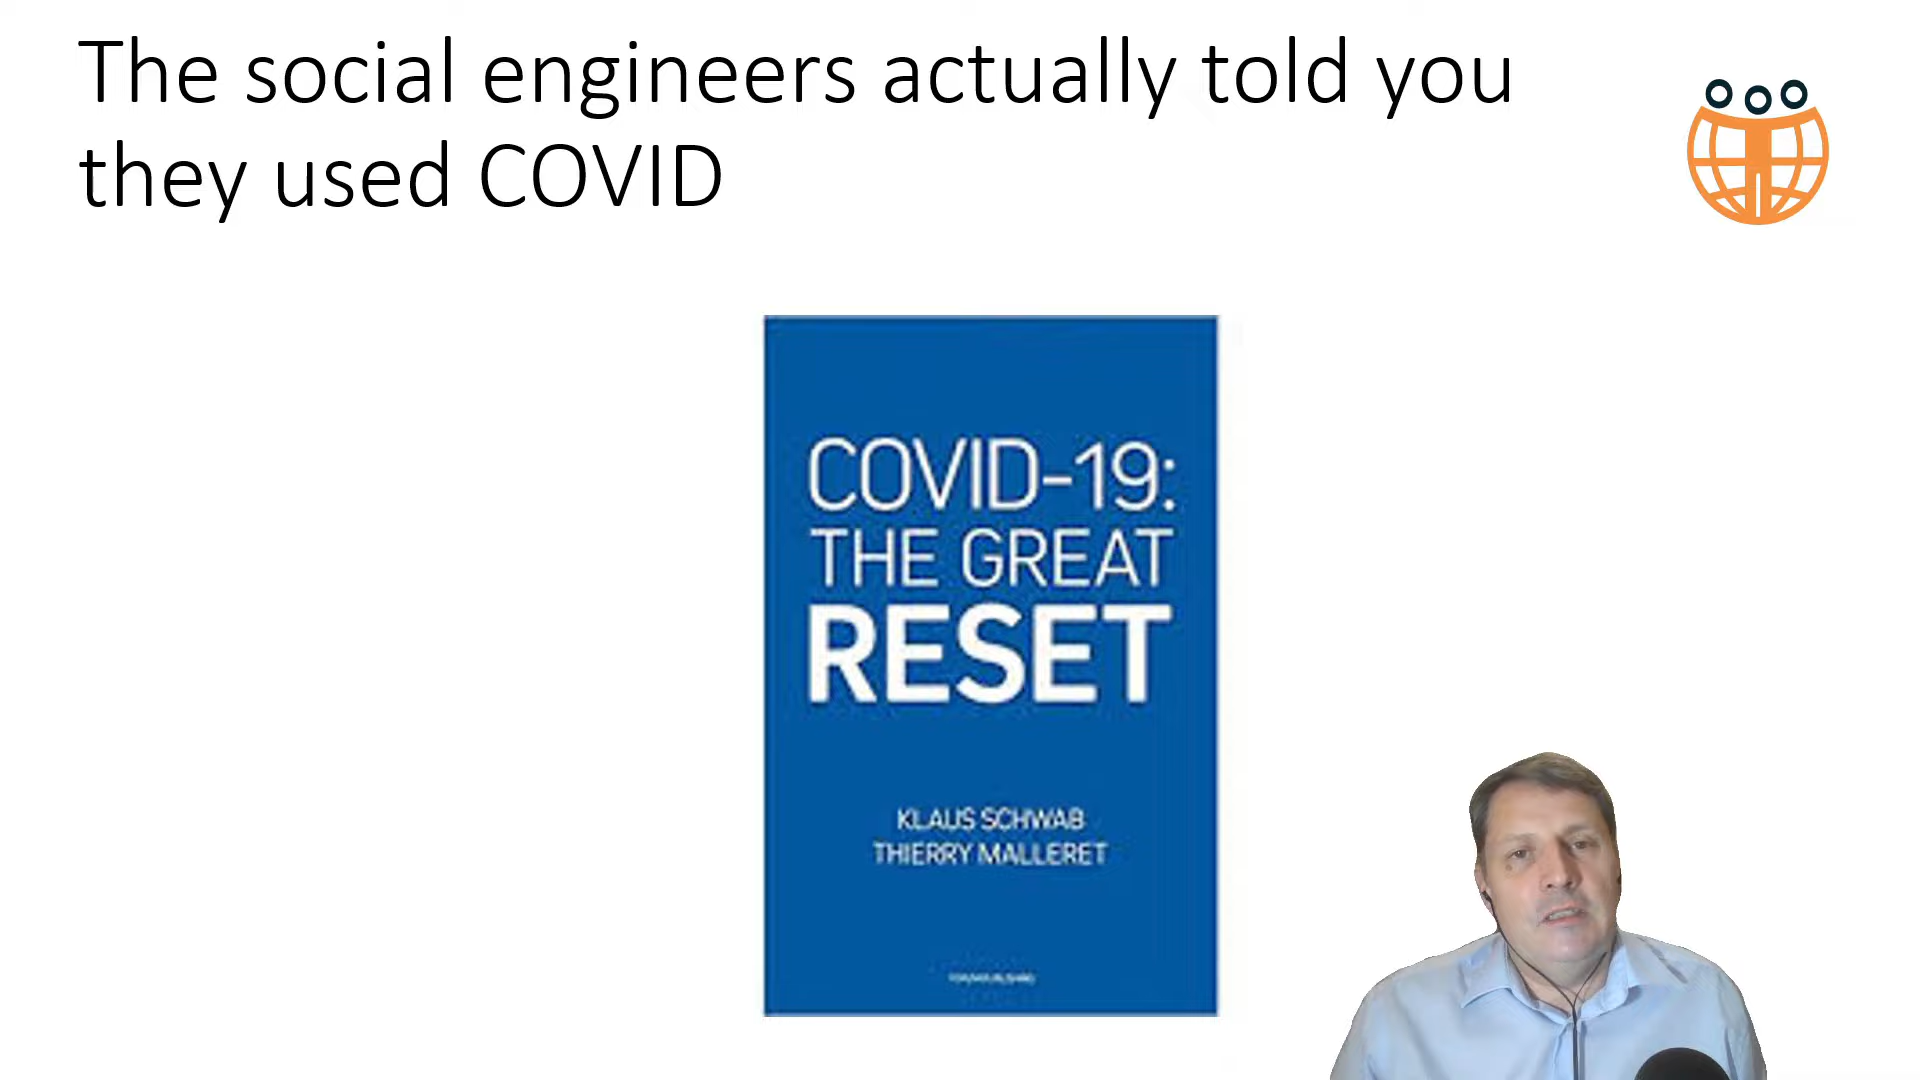 The social engineers actually told you
they used COVID
COVID-19:
THE GREAT
RESET
KLAUS SCHWAB
THIERRY MALLERET